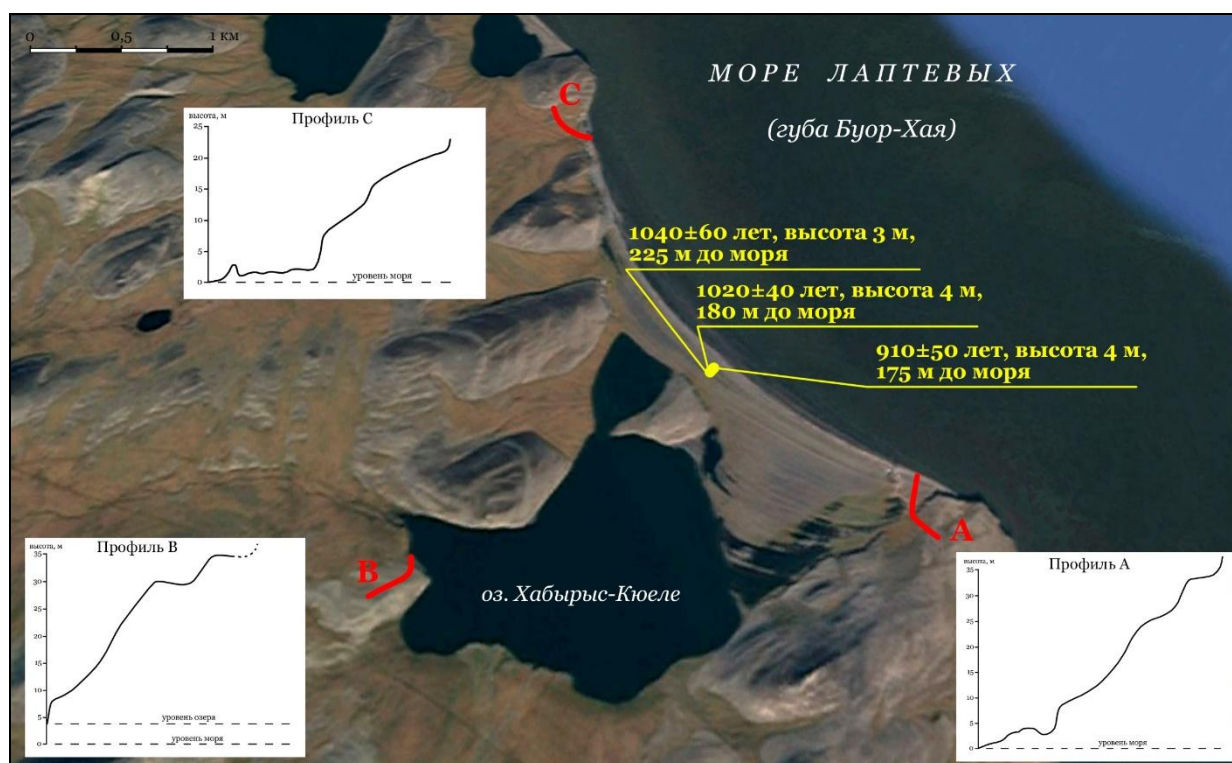 0 0,5 1 км
МОРЕ ЛАПТЕВЫХ
(губа Буор-Хая)
C
Профиль C
высота, м
25
20
15
10
5
0
уровень моря
1040±60 лет, высота 3 м,
225 м до моря
1020±40 лет, высота 4 м,
180 м до моря
910±50 лет, высота 4 м,
175 м до моря
A
B
оз. Хабырыс-Кюеле
Профиль B
высота, м
35
30
25
20
15
10
5
0
уровень озера
уровень моря
Профиль A
высота, м
35
30
25
20
15
10
5
0
уровень моря